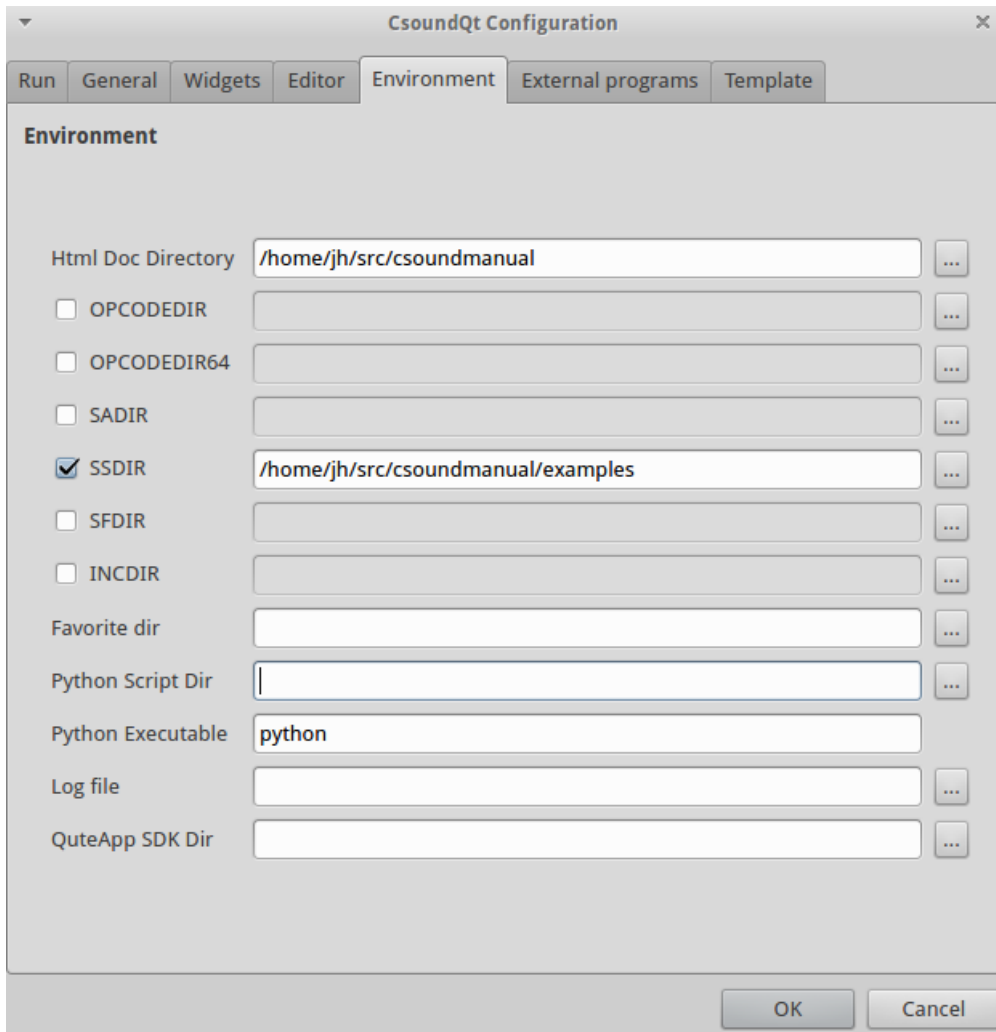 CsoundQt Configuration
Run General Widgets Editor Environment External programs Template
Environment
Html Doc Directory /home/jh/src/csoundmanual ...
OPCODEDIR ...
OPCODEDIR64 ...
SADIR ...
SSDIR /home/jh/src/csoundmanual/examples ...
SFDIR ...
INCDIR ...
Favorite dir ...
Python Script Dir ...
Python Executable python
Log file ...
QuteApp SDK Dir ...
OK Cancel